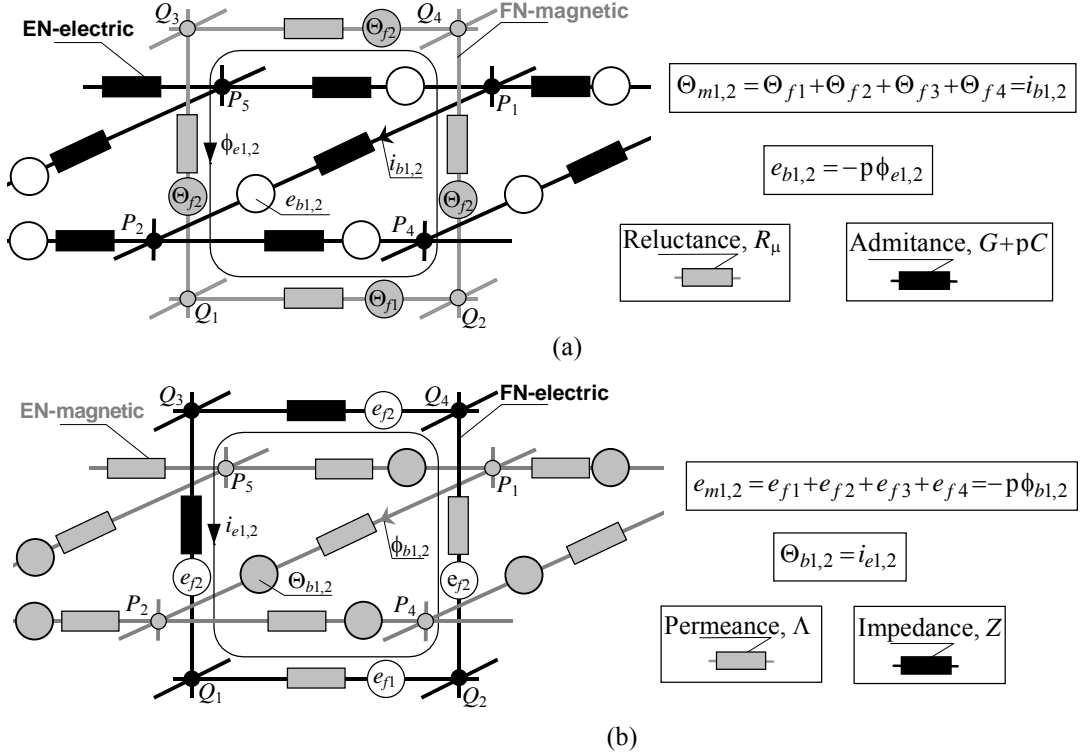 Q3
Q4
FN-magnetic
EN-electric
Θf2
P5
P1
Θm1,2 = Θf1+Θf2+Θf3+Θf4=ib1,2
ϕe1,2
ib1,2
eb1,2=−pϕe1,2
Θf2
eb1,2
Θf2
P2
P4
Reluctance, Rμ
Admitance, G+pC
Q1
Θf1
Q2
(a)
Q3
Q4
FN-electric
EN-magnetic
ef2
P5
P1
em1,2 = ef1+ef2+ef3+ef4=−pϕb1,2
ie1,2
ϕb1,2
Θb1,2=ie1,2
ef2
Θb1,2
ef2
P2
P4
Permeance, Λ
Impedance, Z
Q1
ef1
Q2
(b)